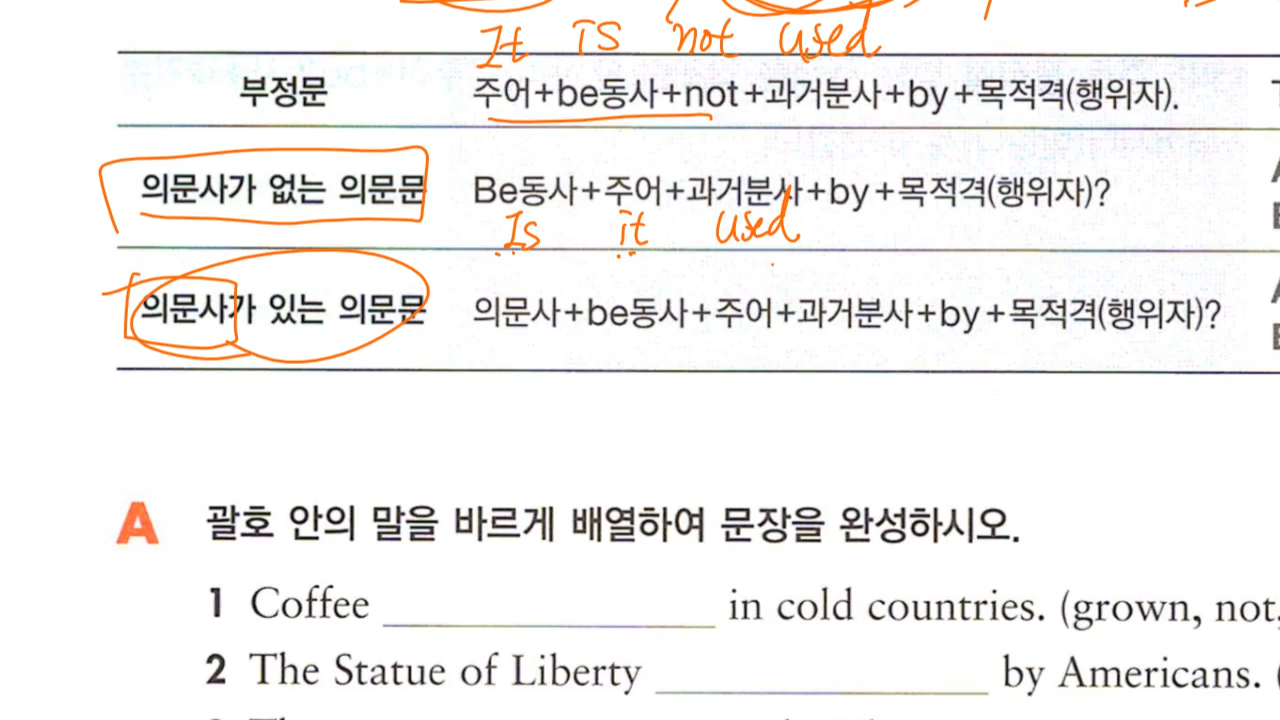 It is not used
부정문 주어+be동사+not+과거분사+by+목적격(행위자).
의문사가 없는 의문문 Be동사+주어+과거분사+by+목적격(행위자)?
Is it used
의문사가 있는 의문문 의문사+be동사+주어+과거분사+by+목적격(행위자)?
A 괄호 안의 말을 바르게 배열하여 문장을 완성하시오.
1 Coffee in cold countries. (grown, not,
2 The Statue of Liberty by Americans. (